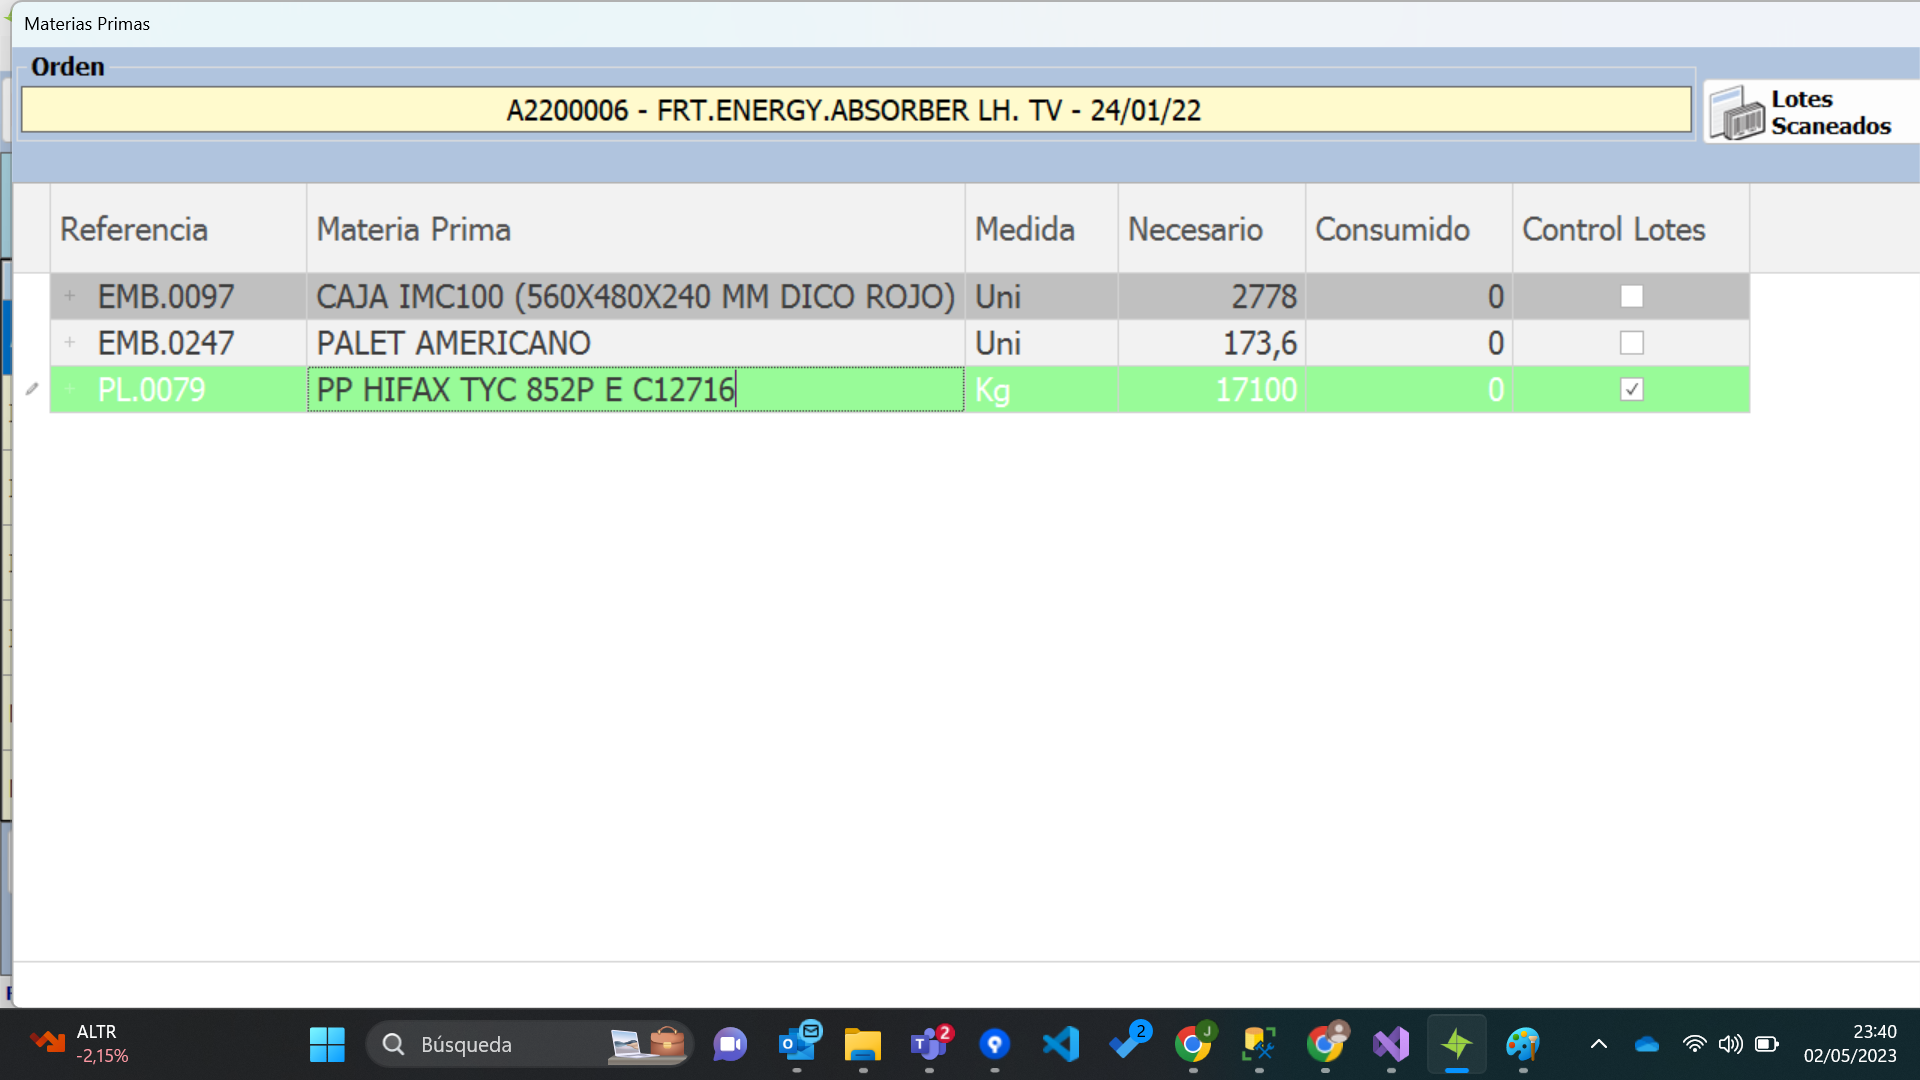 Materias Primas
Orden
A2200006 - FRT.ENERGY.ABSORBER LH. TV - 24/01/22
Lotes
Scaneados
Referencia Materia Prima Medida Necesario Consumido Control Lotes
EMB.0097 CAJA IMC100 (560X480X240 MM DICO ROJO) Uni 2778 0
EMB.0247 PALET AMERICANO Uni 173,6 0
PL.0079 PP HIFAX TYC 852P E C12716 Kg 17100 0
ALTR
-2,15%
Búsqueda
2
2
J
23:40
02/05/2023